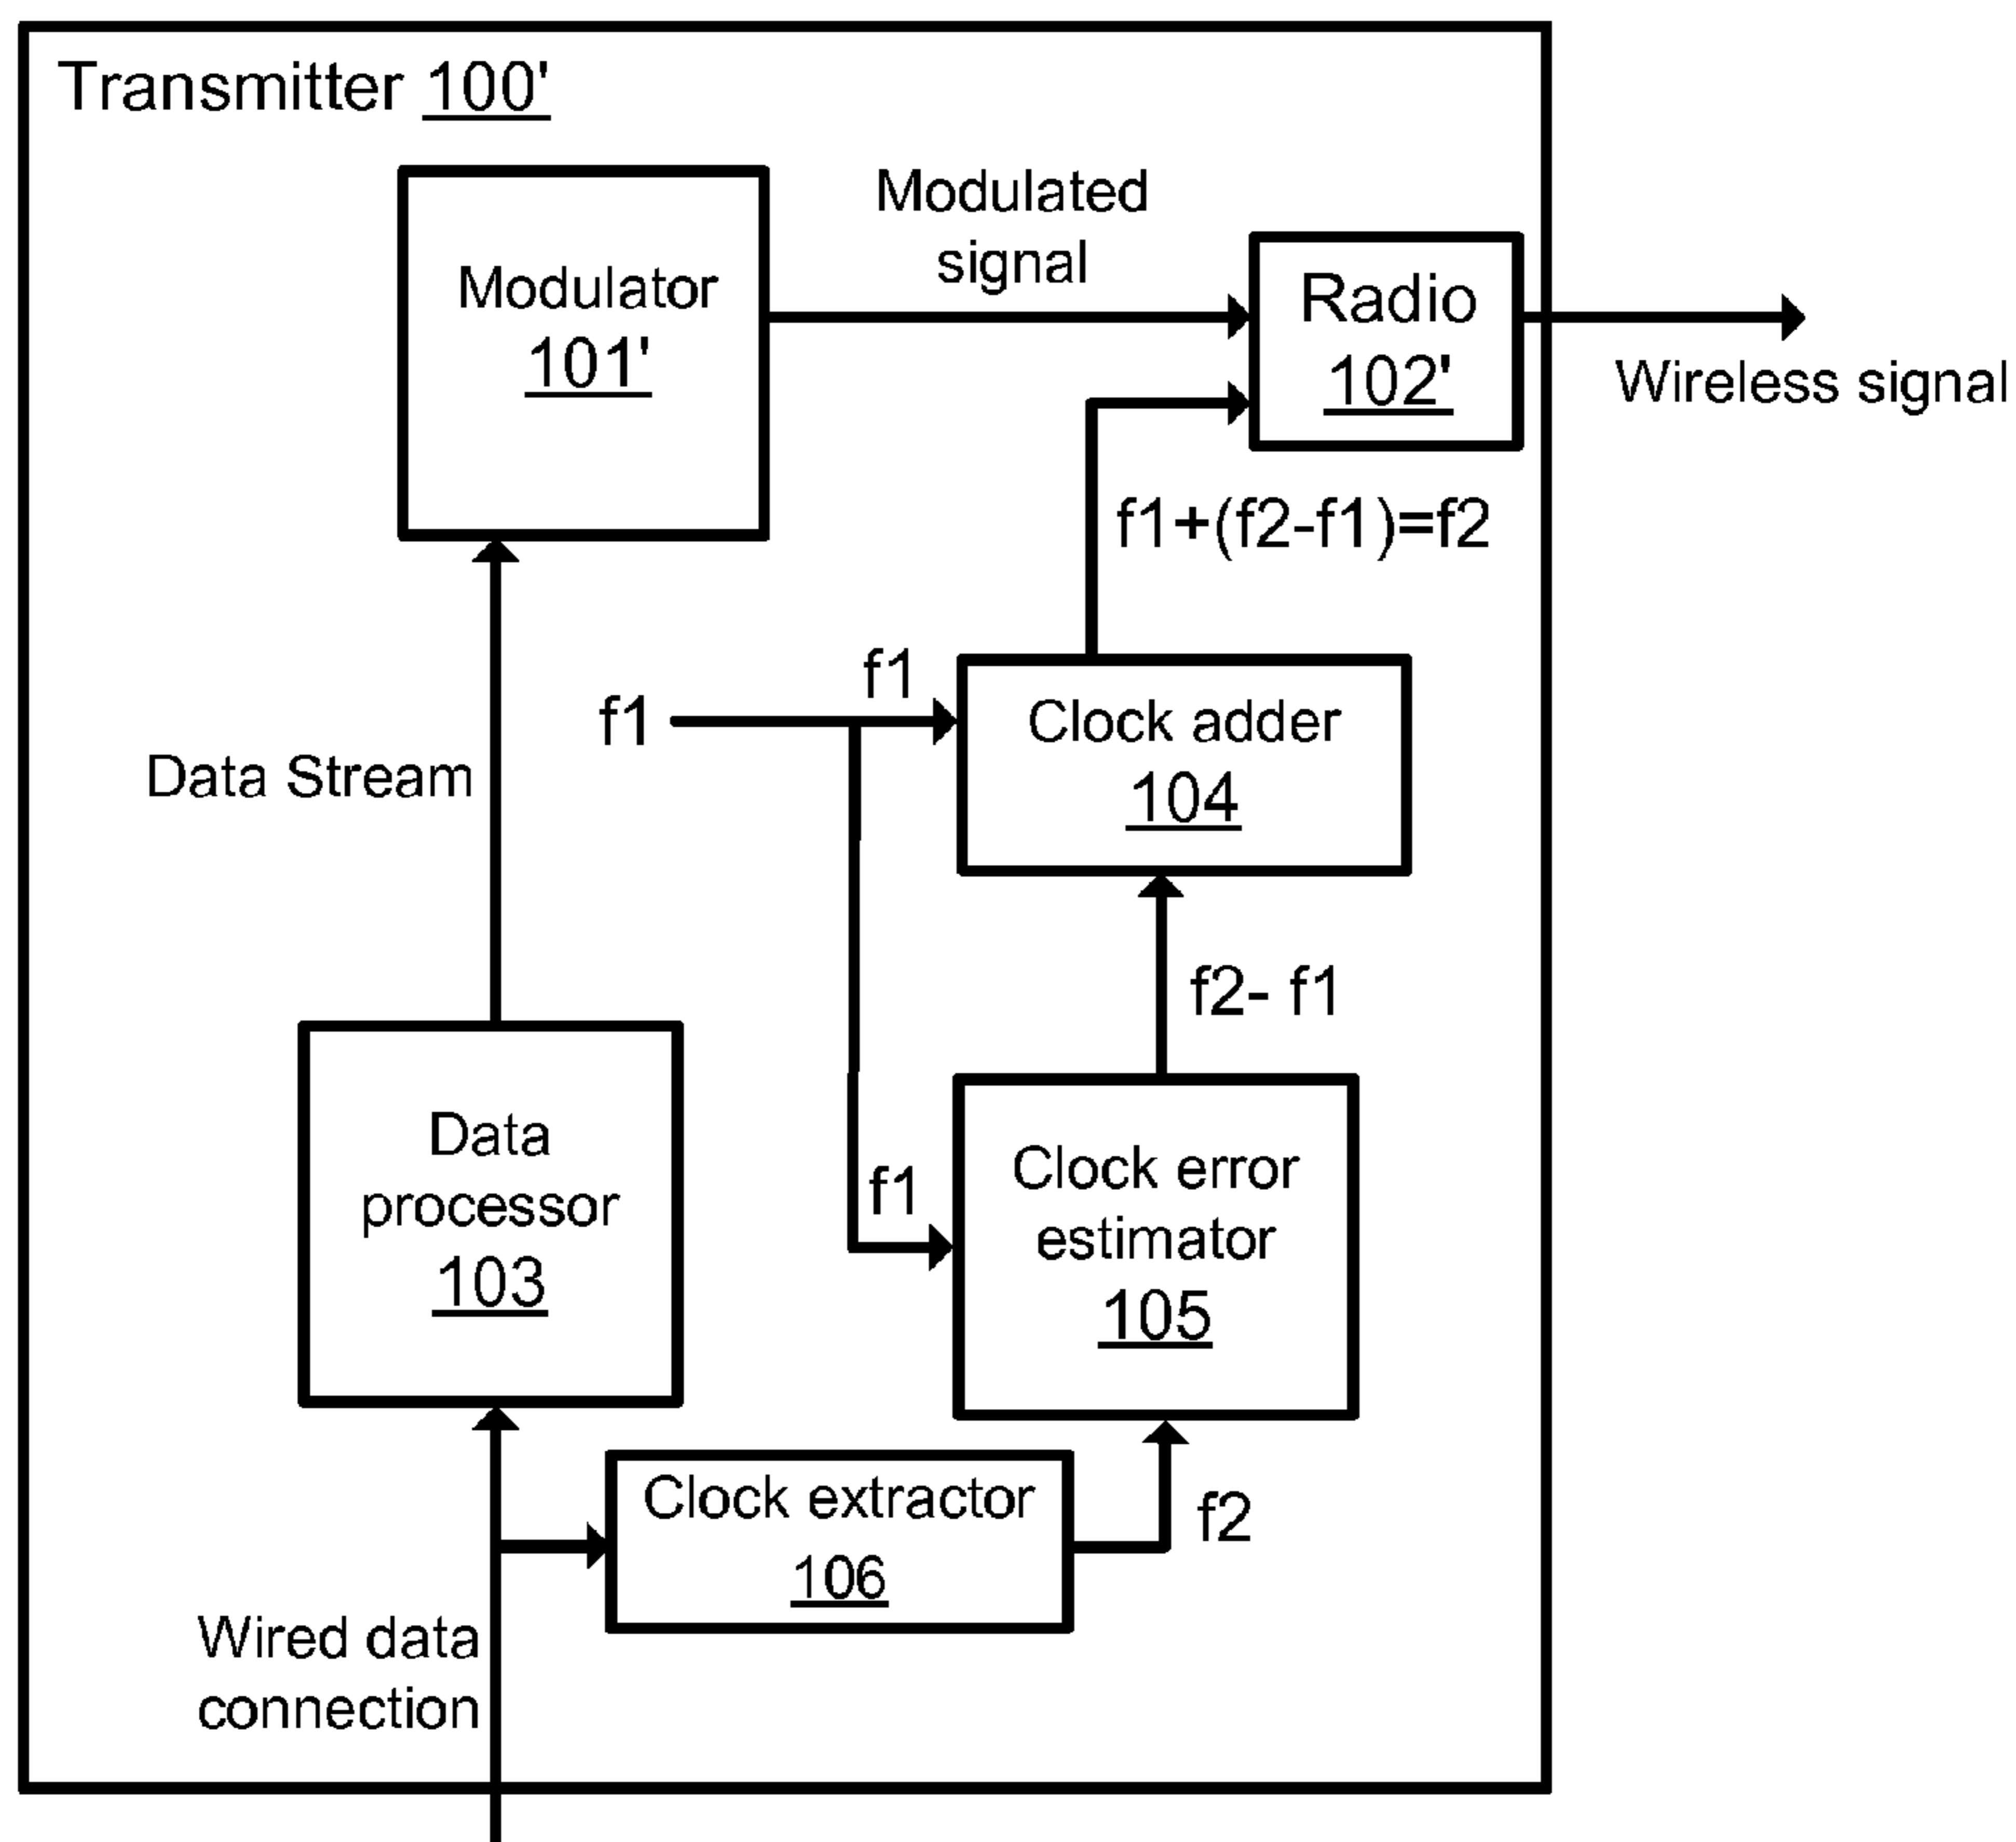 Transmitter 100'
Modulator
101'
Modulated
signal
Radio
102'
Wireless signal
f1+(f2-f1)=f2
f1
f1
Clock adder
104
Data Stream
f2- f1
Data
processor
103
f1
Clock error
estimator
105
Clock extractor
106
f2
Wired data
connection